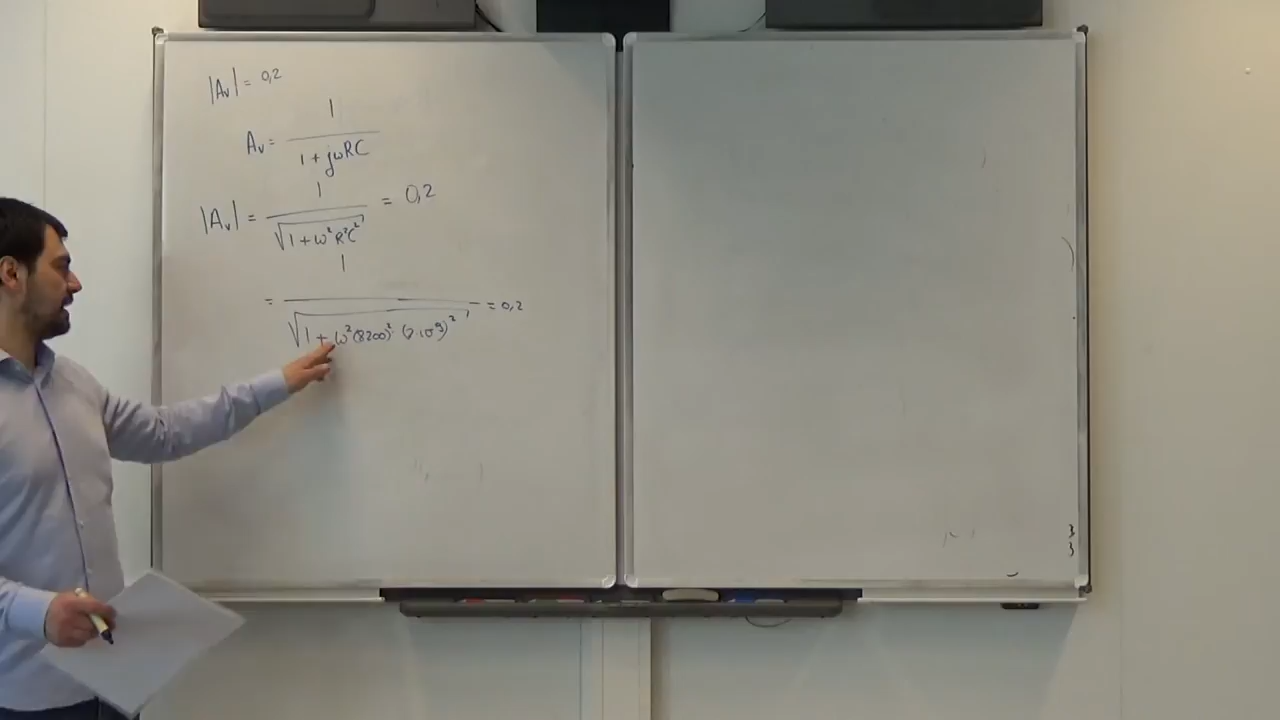 |Av| = 0,2
Av = 1 / (1 + jωRC)
|Av| = 1 / √(1 + ω²R²C²) = 0,2
= 1 / √(1 + ω²(8200)² · (2·10⁻⁹)²) = 0,2